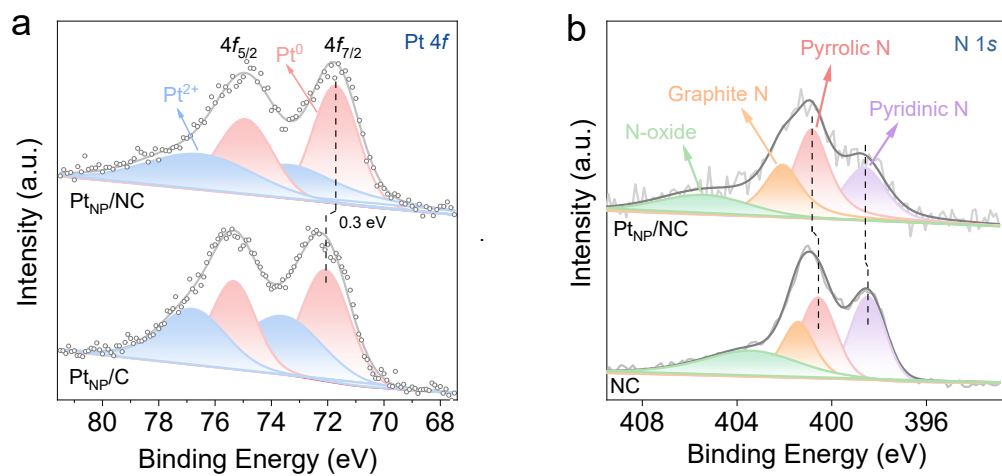 a
Pt 4f
4f5/2
Pt0
4f7/2
Pt2+
PtNP/NC
0.3 eV
PtNP/C
Intensity (a.u.)
80 78 76 74 72 70 68
Binding Energy (eV)
b
N 1s
Pyrrolic N
Graphite N
Pyridinic N
N-oxide
PtNP/NC
NC
Intensity (a.u.)
408 404 400 396
Binding Energy (eV)